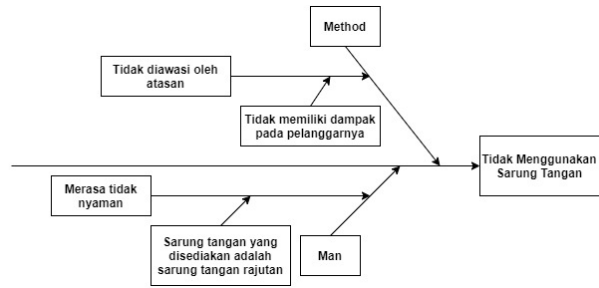 Method
Tidak diawasi oleh
atasan
Tidak memiliki dampak
pada pelanggarnya
Tidak Menggunakan
Sarung Tangan
Merasa tidak
nyaman
Sarung tangan yang
disediakan adalah
sarung tangan rajutan
Man